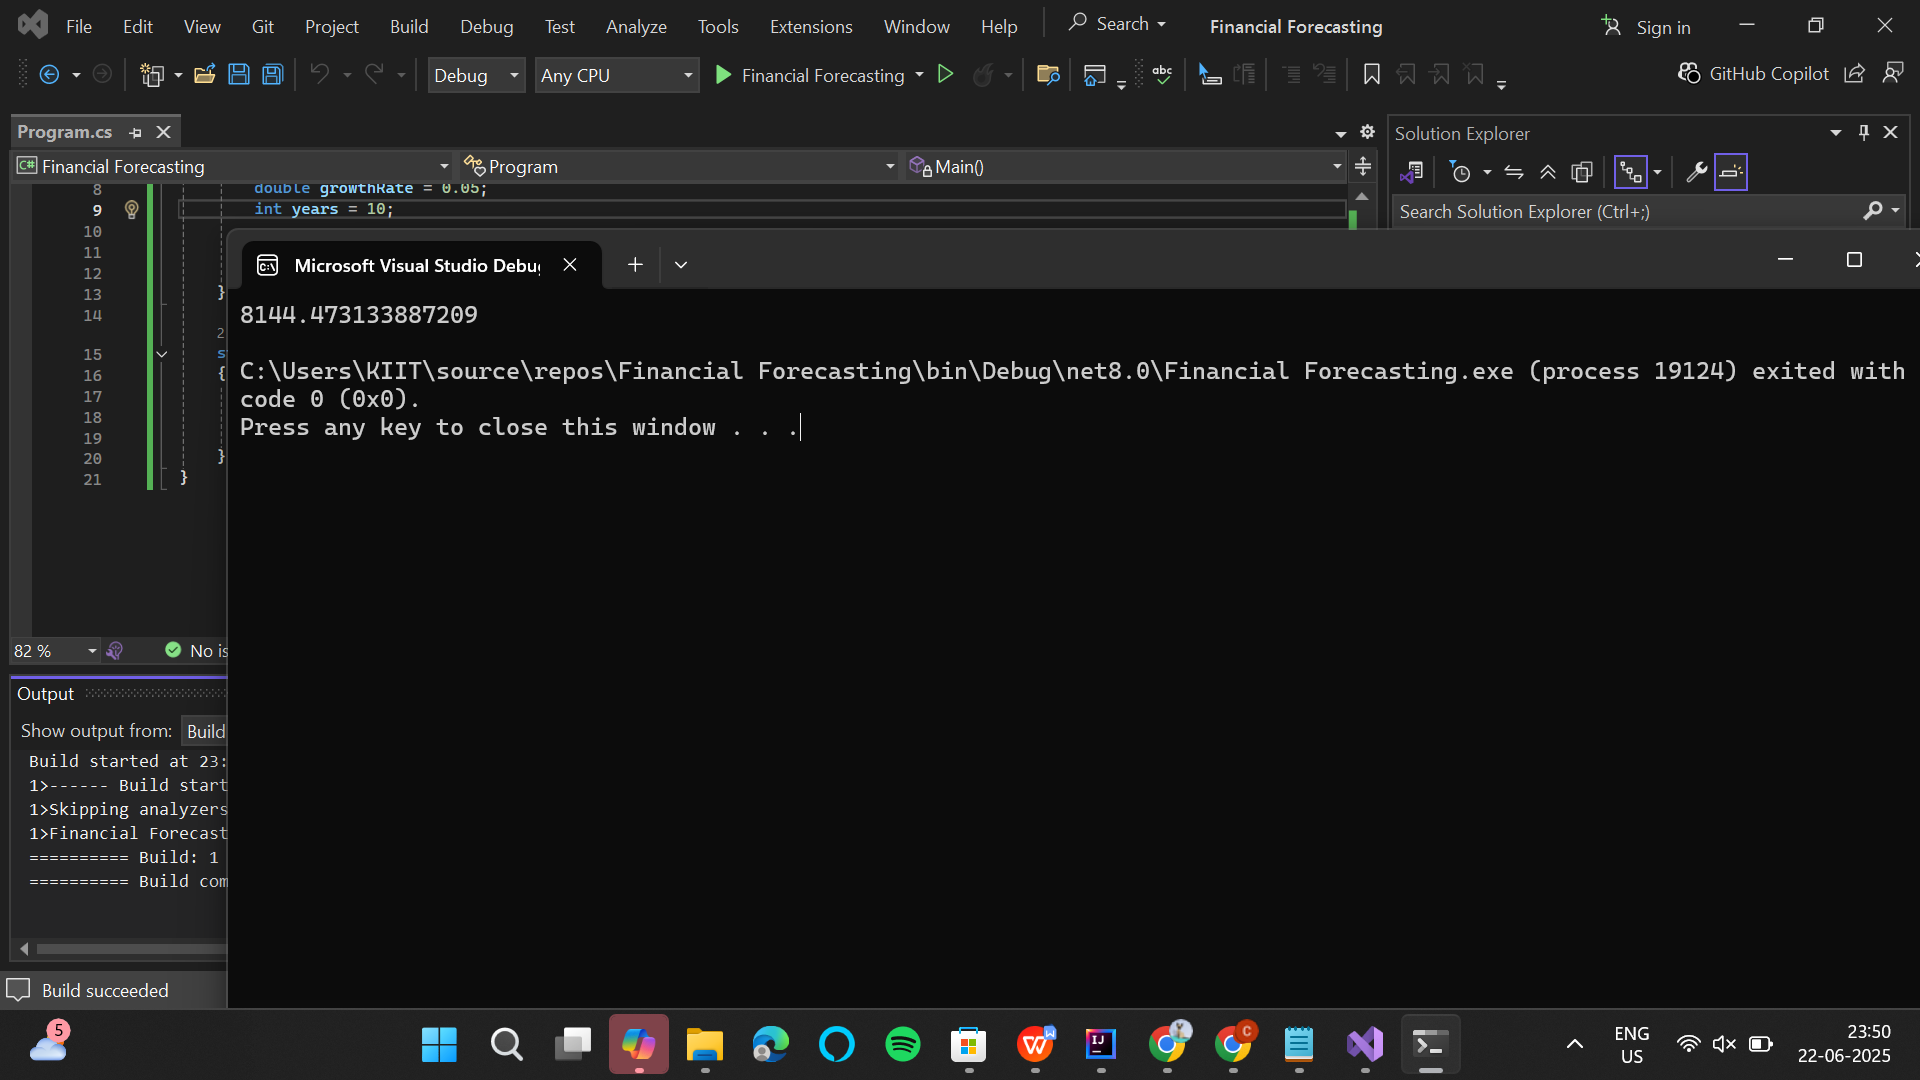 File Edit View Git Project Build Debug Test Analyze Tools Extensions Window Help Search Financial Forecasting Sign in
Debug Any CPU Financial Forecasting abc GitHub Copilot
Program.cs
Solution Explorer
C# Financial Forecasting Program Main()
Search Solution Explorer (Ctrl+;)
8 double growthRate = 0.05;
9 int years = 10;
10
11
12
13 }
14
2
15 s
16 {
17
18
19
20 }
21 }
Microsoft Visual Studio Debug
8144.473133887209
C:\Users\KIIT\source\repos\Financial Forecasting\bin\Debug\net8.0\Financial Forecasting.exe (process 19124) exited with
code 0 (0x0).
Press any key to close this window . . .
82 % No is
Output
Show output from: Build
Build started at 23:
1>------ Build start
1>Skipping analyzers
1>Financial Forecast
========== Build: 1
========== Build com
Build succeeded
5
ENG
US
23:50
22-06-2025